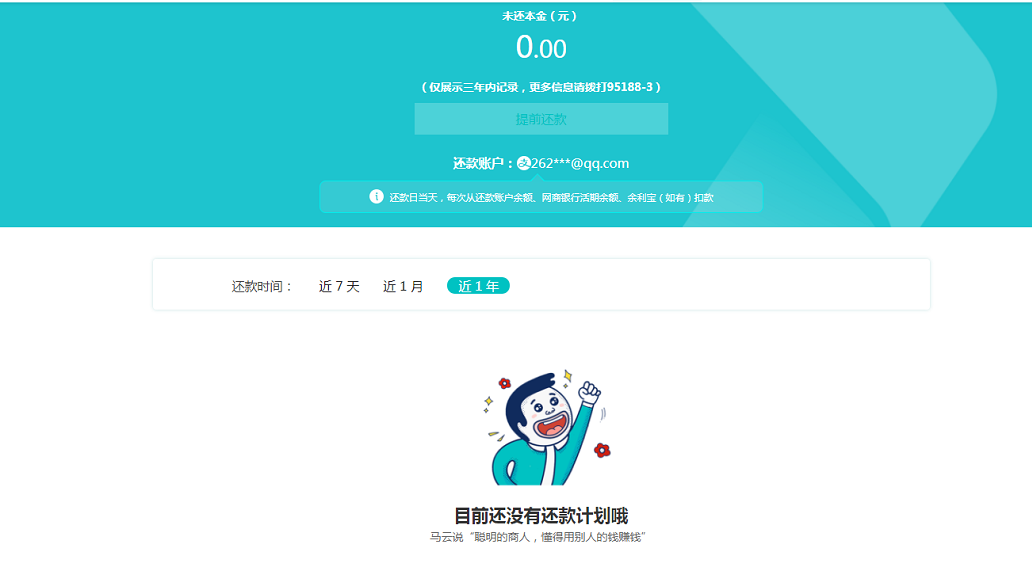 未还本金（元）
0.00
（仅展示三年内记录，更多信息请拨打95188-3）
提前还款
还款账户：支262***@qq.com
i 还款日当天，每次从还款账户余额、网商银行活期余额、余利宝（如有）扣款
还款时间： 近 7 天 近 1 月 近 1 年
目前还没有还款计划哦
马云说“聪明的商人，懂得用别人的钱赚钱”